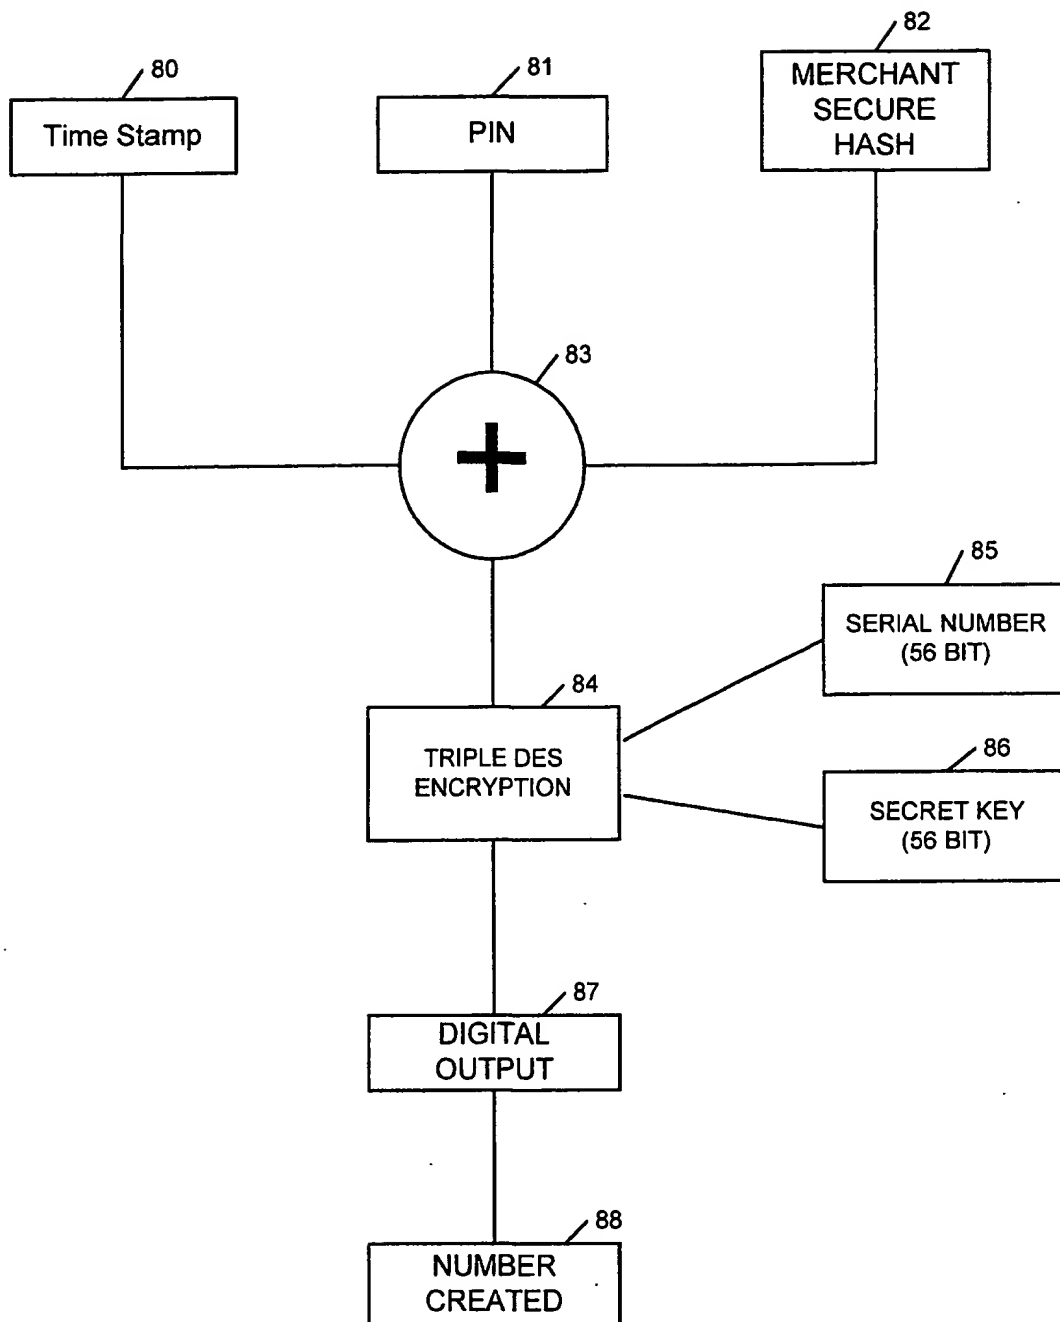 80
81
82
Time Stamp
PIN
MERCHANT
SECURE
HASH
83
+
85
SERIAL NUMBER
(56 BIT)
84
TRIPLE DES
ENCRYPTION
86
SECRET KEY
(56 BIT)
87
DIGITAL
OUTPUT
88
NUMBER
CREATED